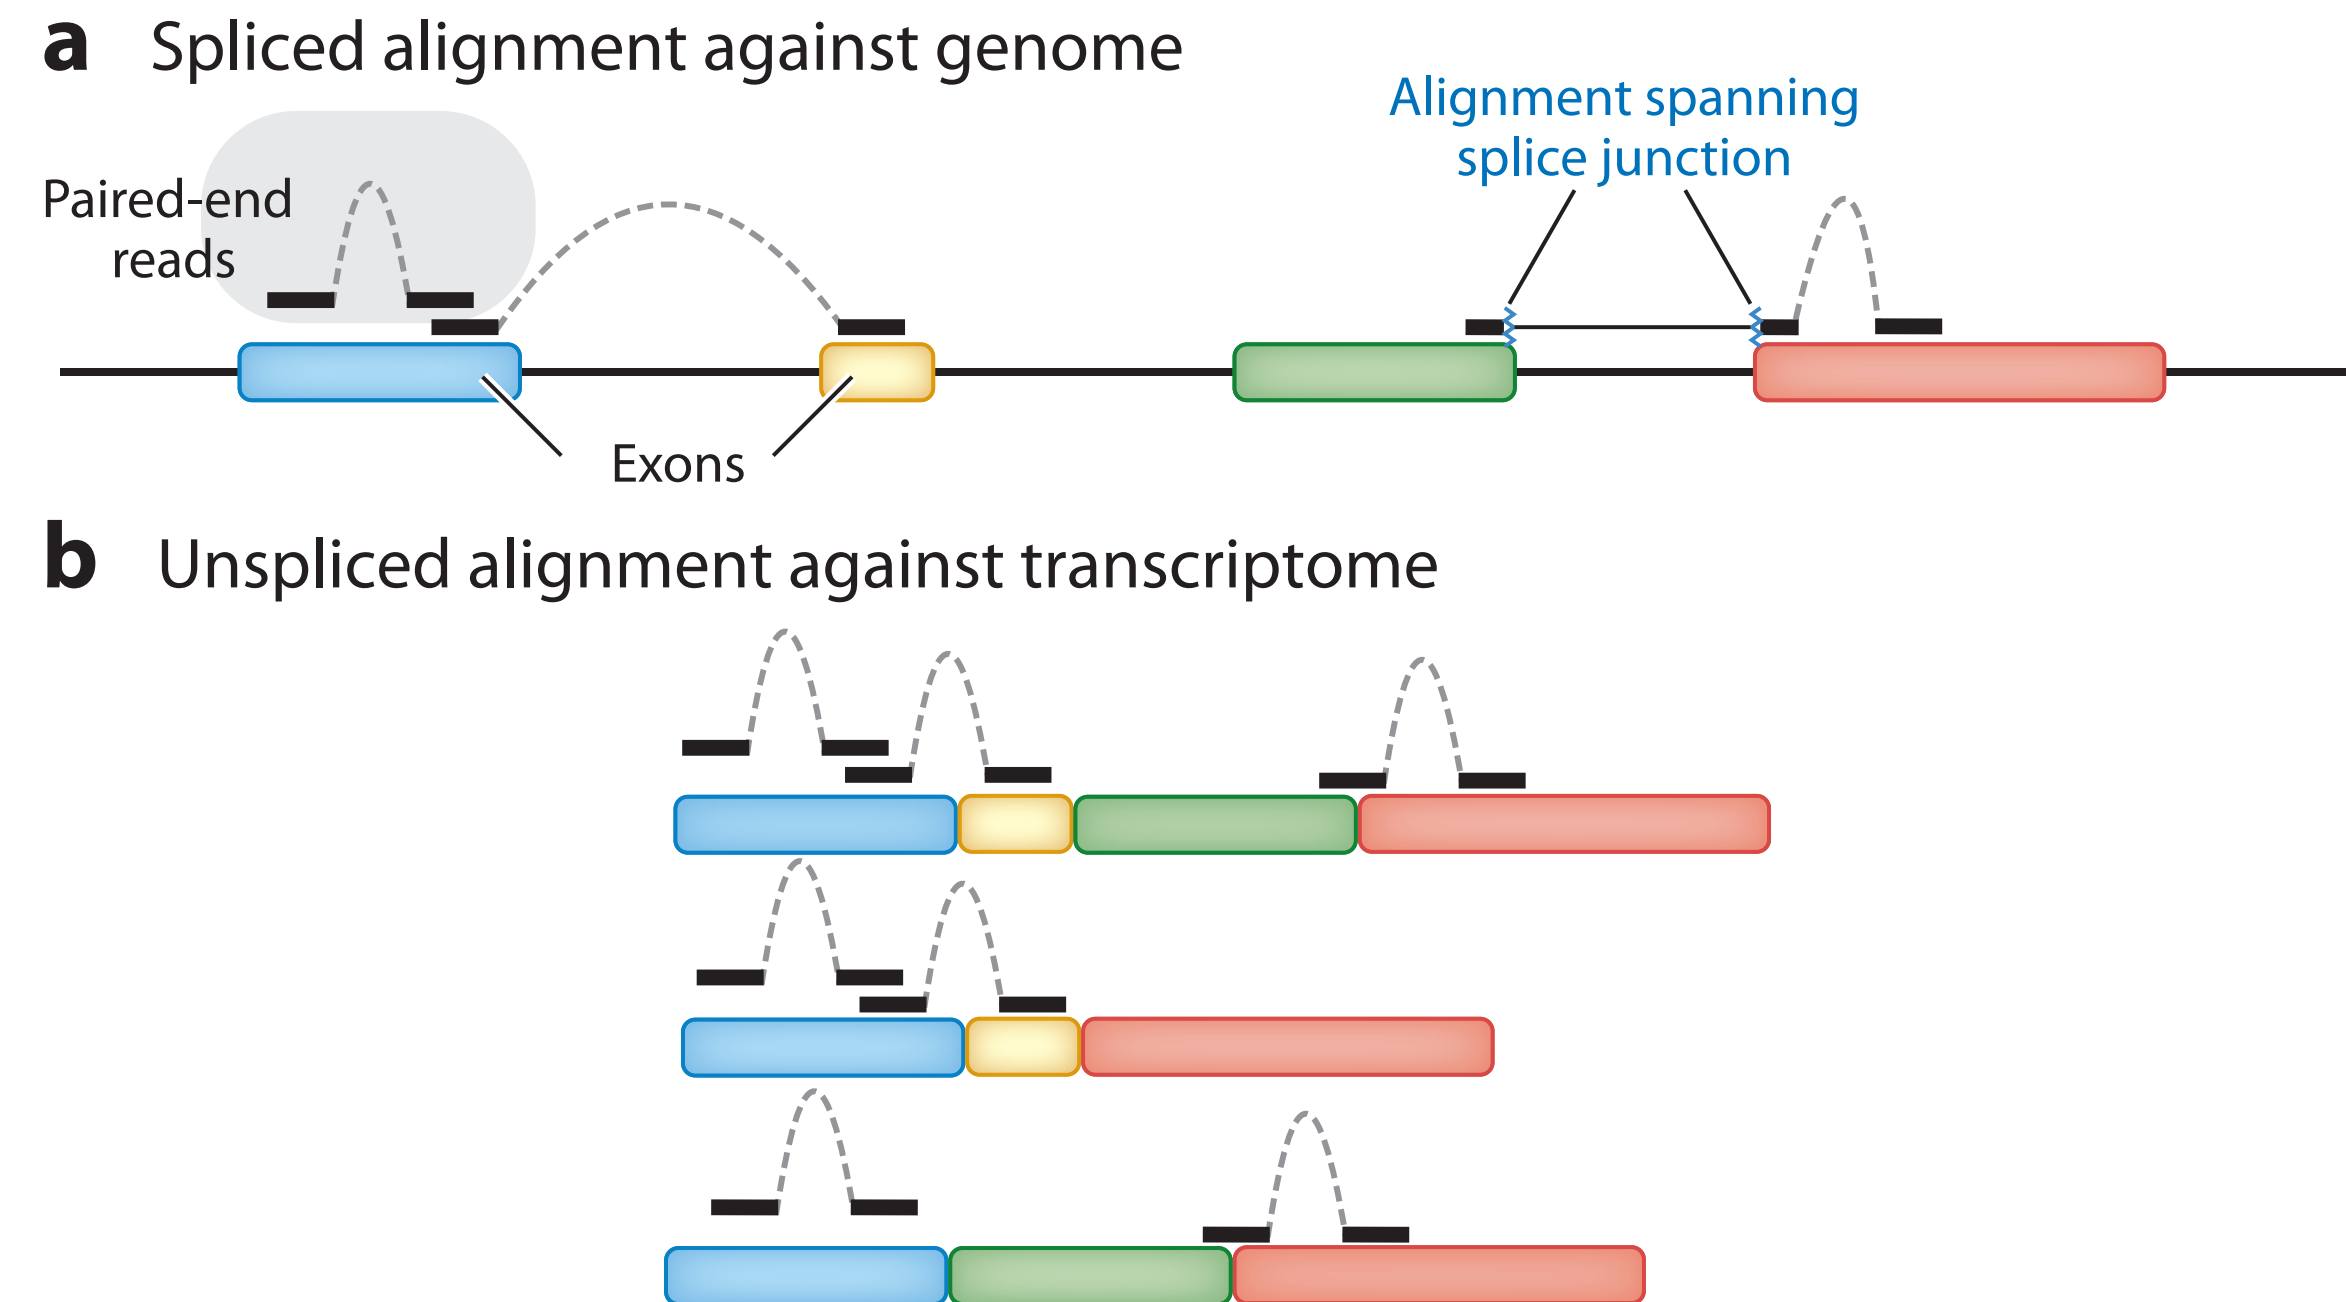 a Spliced alignment against genome
Alignment spanning
splice junction
Paired-end
reads
Exons
b Unspliced alignment against transcriptome